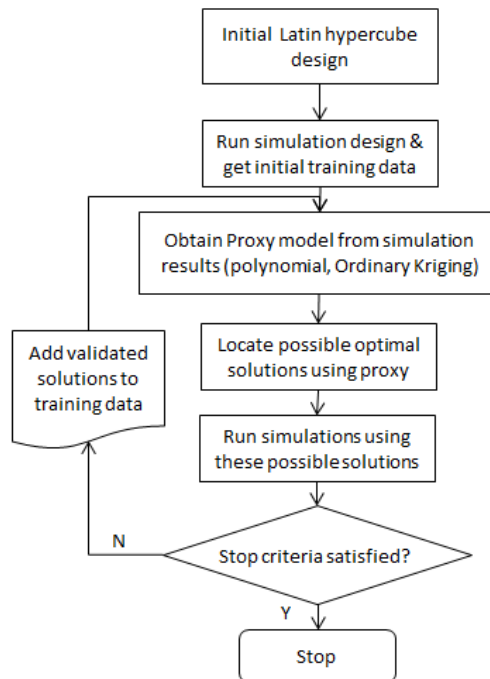 Initial Latin hypercube
design
Run simulation design &
get initial training data
Obtain Proxy model from simulation
results (polynomial, Ordinary Kriging)
Locate possible optimal
solutions using proxy
Add validated
solutions to
training data
Run simulations using
these possible solutions
N
Stop criteria satisfied?
Y
Stop